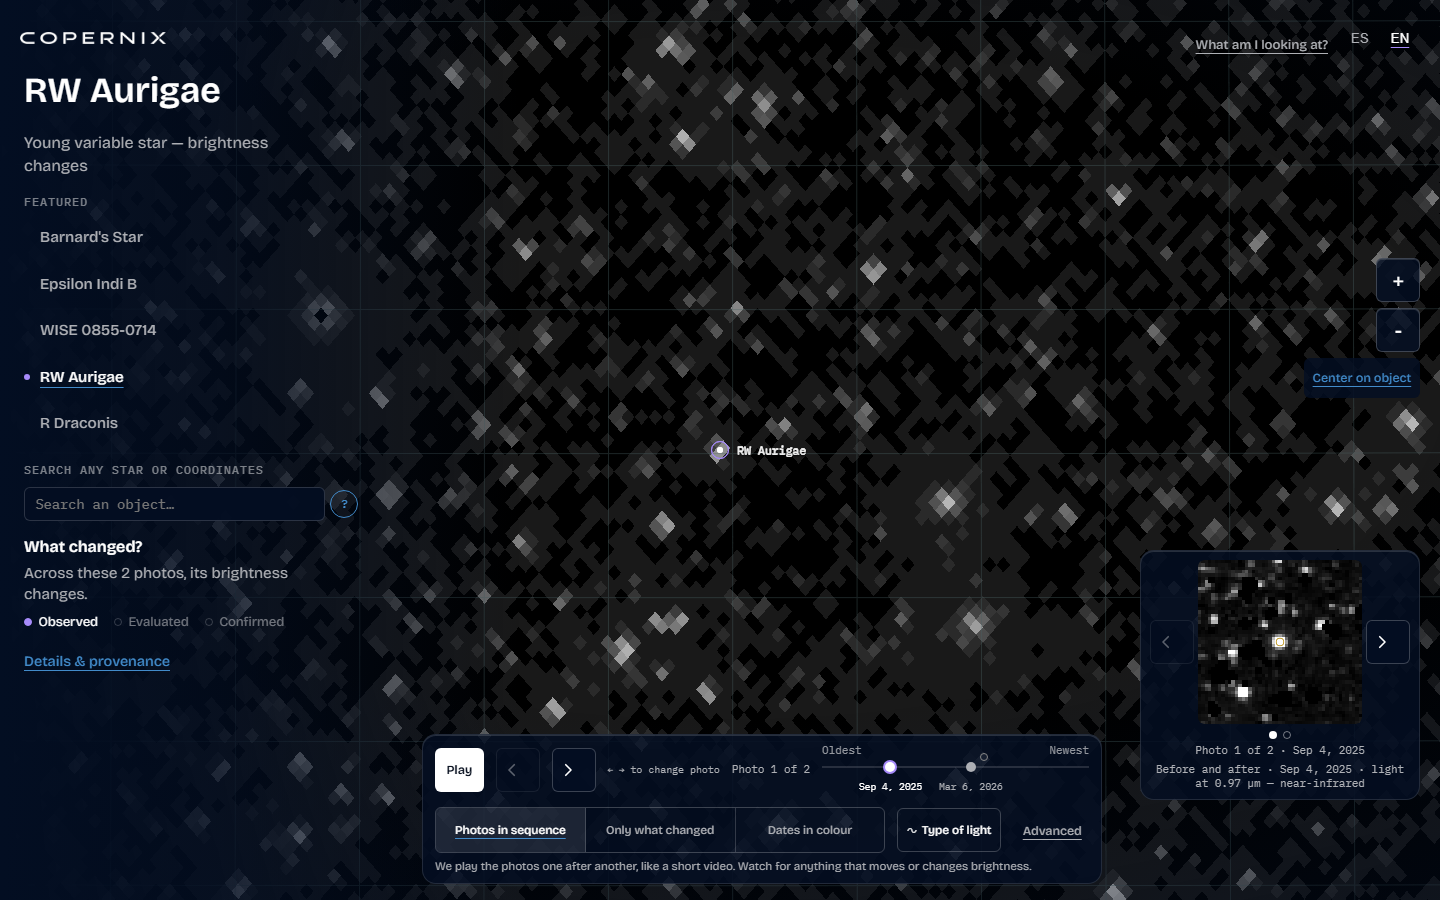 COPERNIX
What am I looking at?
ES
EN
RW Aurigae
Young variable star — brightness
changes
FEATURED
Barnard's Star
Epsilon Indi B
WISE 0855-0714
RW Aurigae
R Draconis
SEARCH ANY STAR OR COORDINATES
Search an object…
?
What changed?
Across these 2 photos, its brightness
changes.
Observed
Evaluated
Confirmed
Details & provenance
RW Aurigae
+
-
Center on object
Photo 1 of 2 · Sep 4, 2025
Before and after · Sep 4, 2025 · light
at 0.97 μm — near-infrared
Play
← → to change photo
Photo 1 of 2
Oldest
Newest
Sep 4, 2025
Mar 6, 2026
Photos in sequence
Only what changed
Dates in colour
Type of light
Advanced
We play the photos one after another, like a short video. Watch for anything that moves or changes brightness.